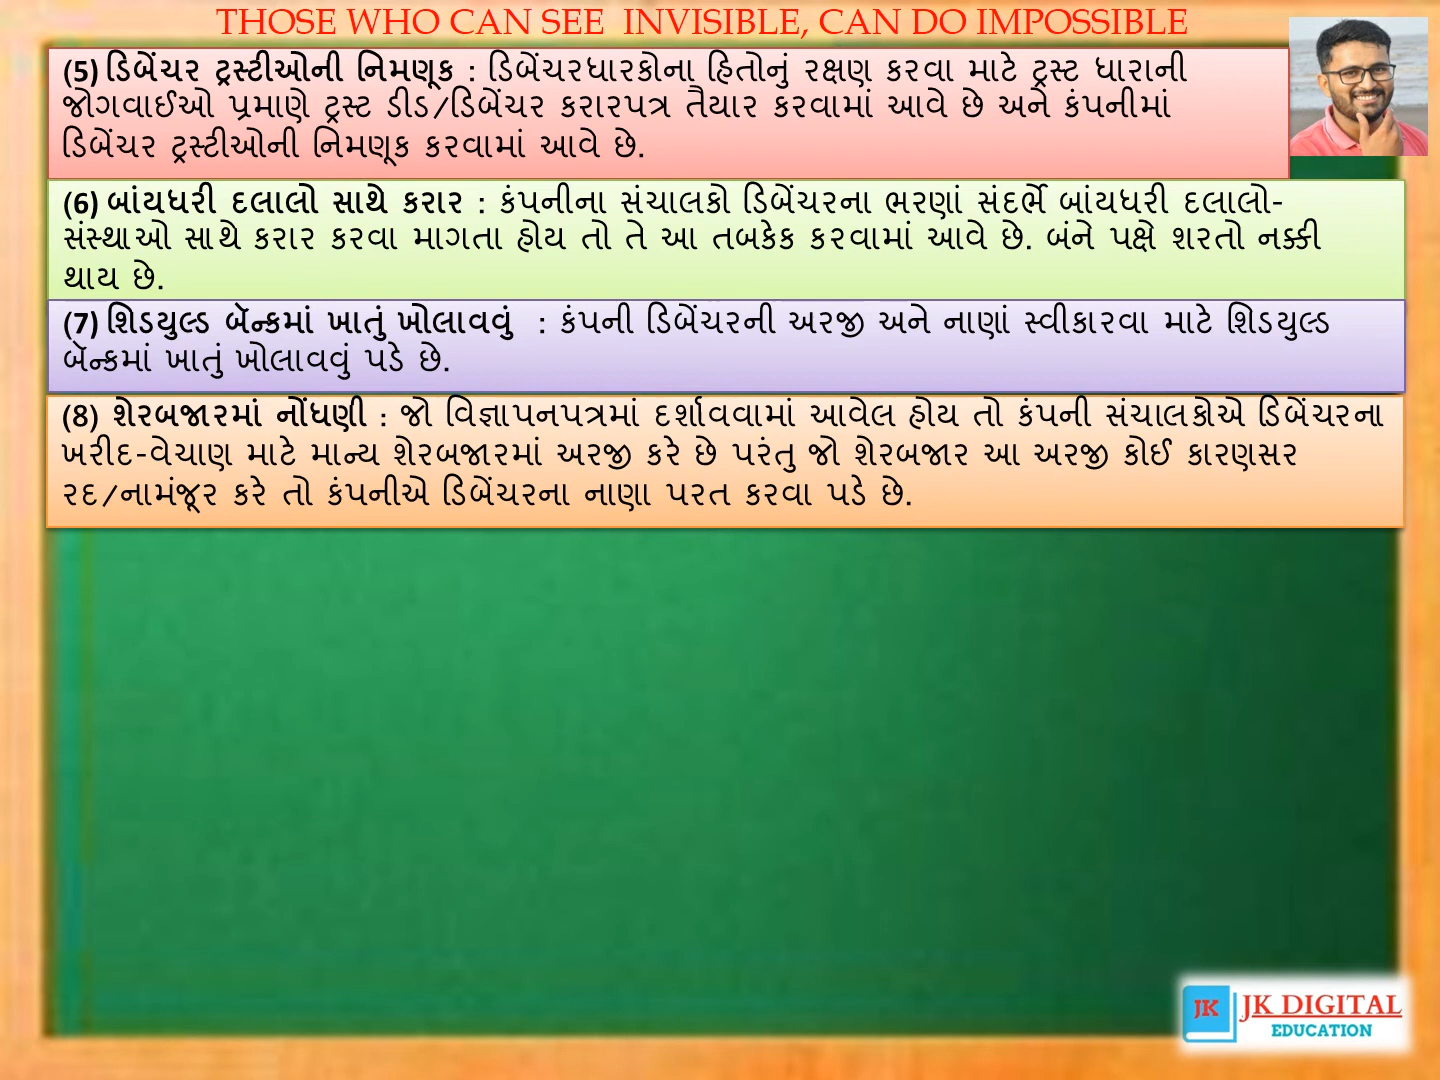 THOSE WHO CAN SEE  INVISIBLE, CAN DO IMPOSSIBLE
(5) ડિબેંચર ટ્રસ્ટીઓની નિમણૂક : ડિબેંચરધારકોના હિતોનું રક્ષણ કરવા માટે ટ્રસ્ટ ધારાની
જોગવાઈઓ પ્રમાણે ટ્રસ્ટ ડીડ/ડિબેંચર કરારપત્ર તૈયાર કરવામાં આવે છે અને કંપનીમાં
ડિબેંચર ટ્રસ્ટીઓની નિમણૂક કરવામાં આવે છે.
(6) બાંયધરી દલાલો સાથે કરાર : કંપનીના સંચાલકો ડિબેંચરના ભરણાં સંદર્ભે બાંયધરી દલાલો-
સંસ્થાઓ સાથે કરાર કરવા માગતા હોય તો તે આ તબકકે કરવામાં આવે છે. બંને પક્ષે શરતો નક્કી
થાય છે.
(7) શિડયુલ્ડ બૅન્કમાં ખાતું ખોલાવવું  : કંપની ડિબેંચરની અરજી અને નાણાં સ્વીકારવા માટે શિડયુલ્ડ
બૅન્કમાં ખાતું ખોલાવવું પડે છે.
(8) શેરબજારમાં નોંધણી : જો વિજ્ઞાપનપત્રમાં દર્શાવવામાં આવેલ હોય તો કંપની સંચાલકોએ ડિબેંચરના
ખરીદ-વેચાણ માટે માન્ય શેરબજારમાં અરજી કરે છે પરંતુ જો શેરબજાર આ અરજી કોઈ કારણસર
રદ/નામંજૂર કરે તો કંપનીએ ડિબેંચરના નાણા પરત કરવા પડે છે.
JK
JK DIGITAL
EDUCATION